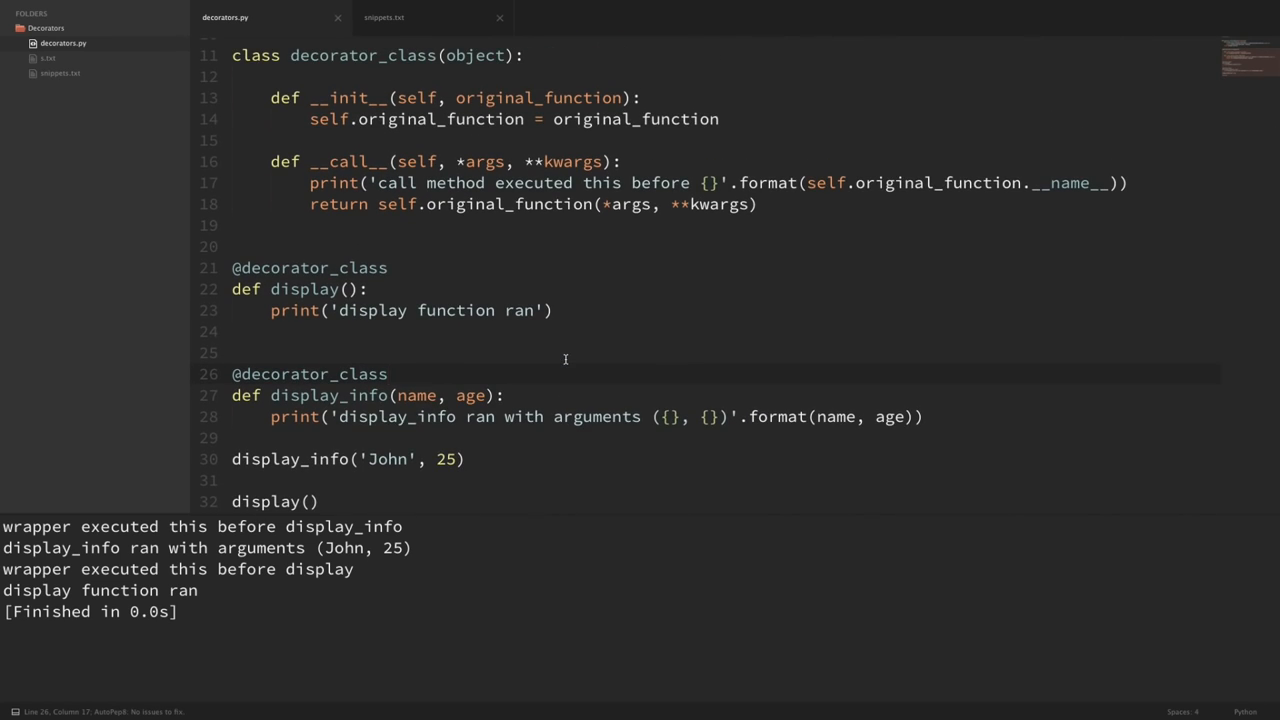 FOLDERS
Decorators
decorators.py
s.txt
snippets.txt
decorators.py
snippets.txt
11 class decorator_class(object):
12
13 def __init__(self, original_function):
14 self.original_function = original_function
15
16 def __call__(self, *args, **kwargs):
17 print('call method executed this before {}'.format(self.original_function.__name__))
18 return self.original_function(*args, **kwargs)
19
20
21 @decorator_class
22 def display():
23 print('display function ran')
24
25
26 @decorator_class
27 def display_info(name, age):
28 print('display_info ran with arguments ({}, {})'.format(name, age))
29
30 display_info('John', 25)
31
32 display()
wrapper executed this before display_info
display_info ran with arguments (John, 25)
wrapper executed this before display
display function ran
[Finished in 0.0s]
Line 26, Column 17; AutoPep8: No issues to fix.
Spaces: 4
Python